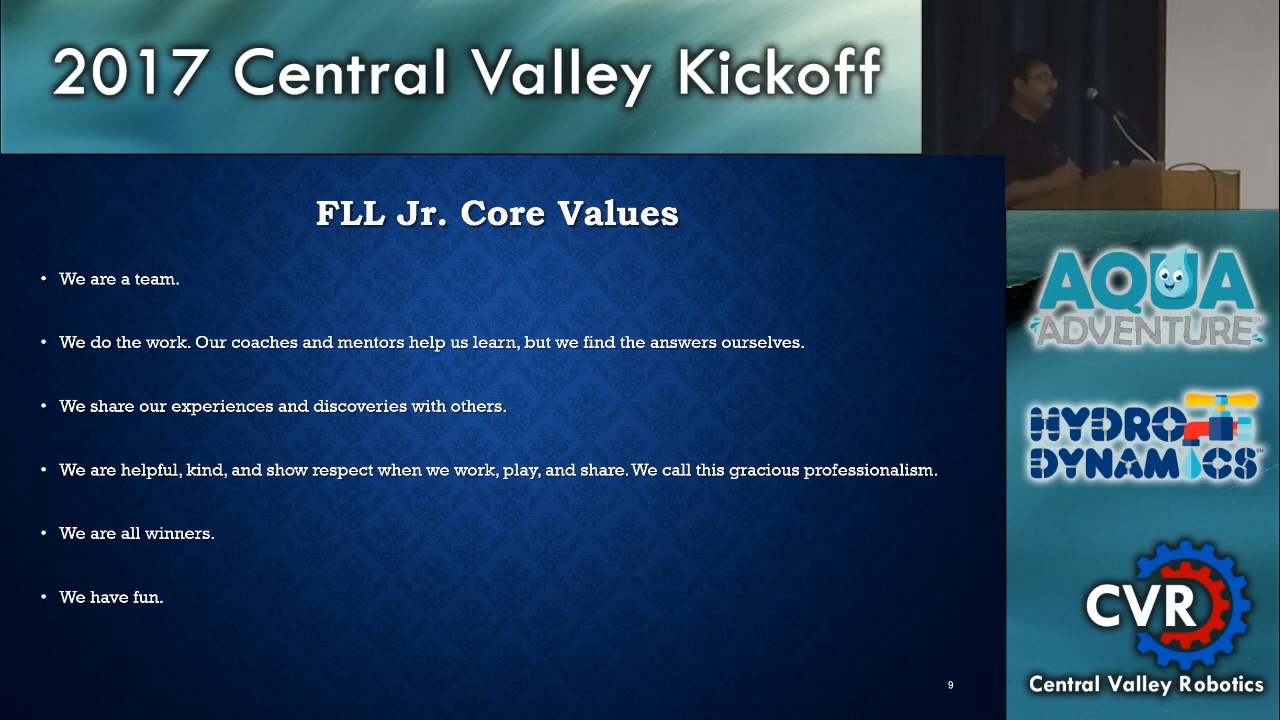 2017 Central Valley Kickoff
FLL Jr. Core Values
• We are a team.
• We do the work. Our coaches and mentors help us learn, but we find the answers ourselves.
• We share our experiences and discoveries with others.
• We are helpful, kind, and show respect when we work, play, and share. We call this gracious professionalism.
• We are all winners.
• We have fun.
9
AQUA
ADVENTURE
HYDRO
DYNAMICS
CVR
Central Valley Robotics